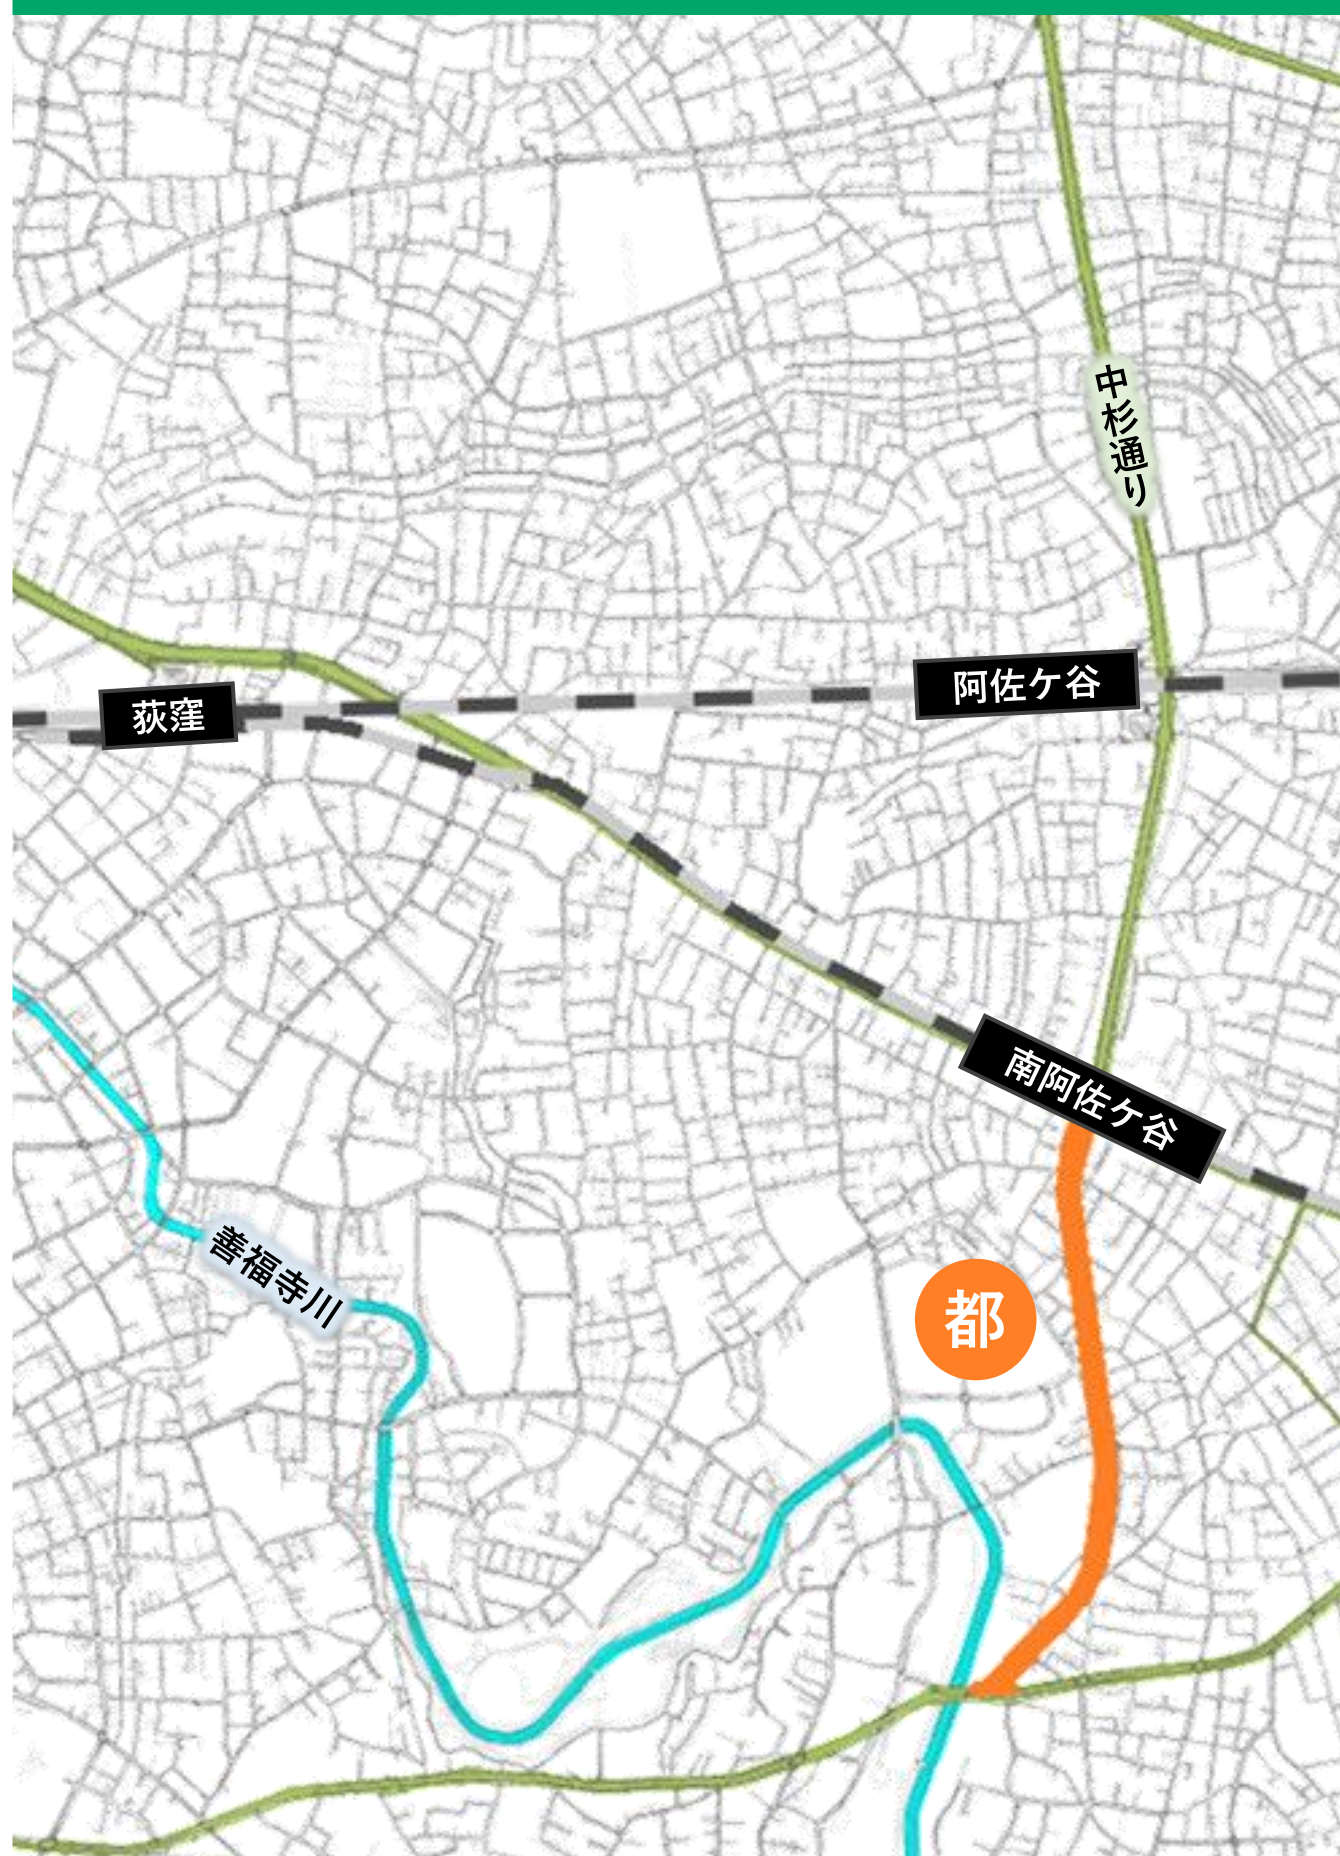 中杉通り
阿佐ケ谷
荻窪
南阿佐ケ谷
善福寺川
都